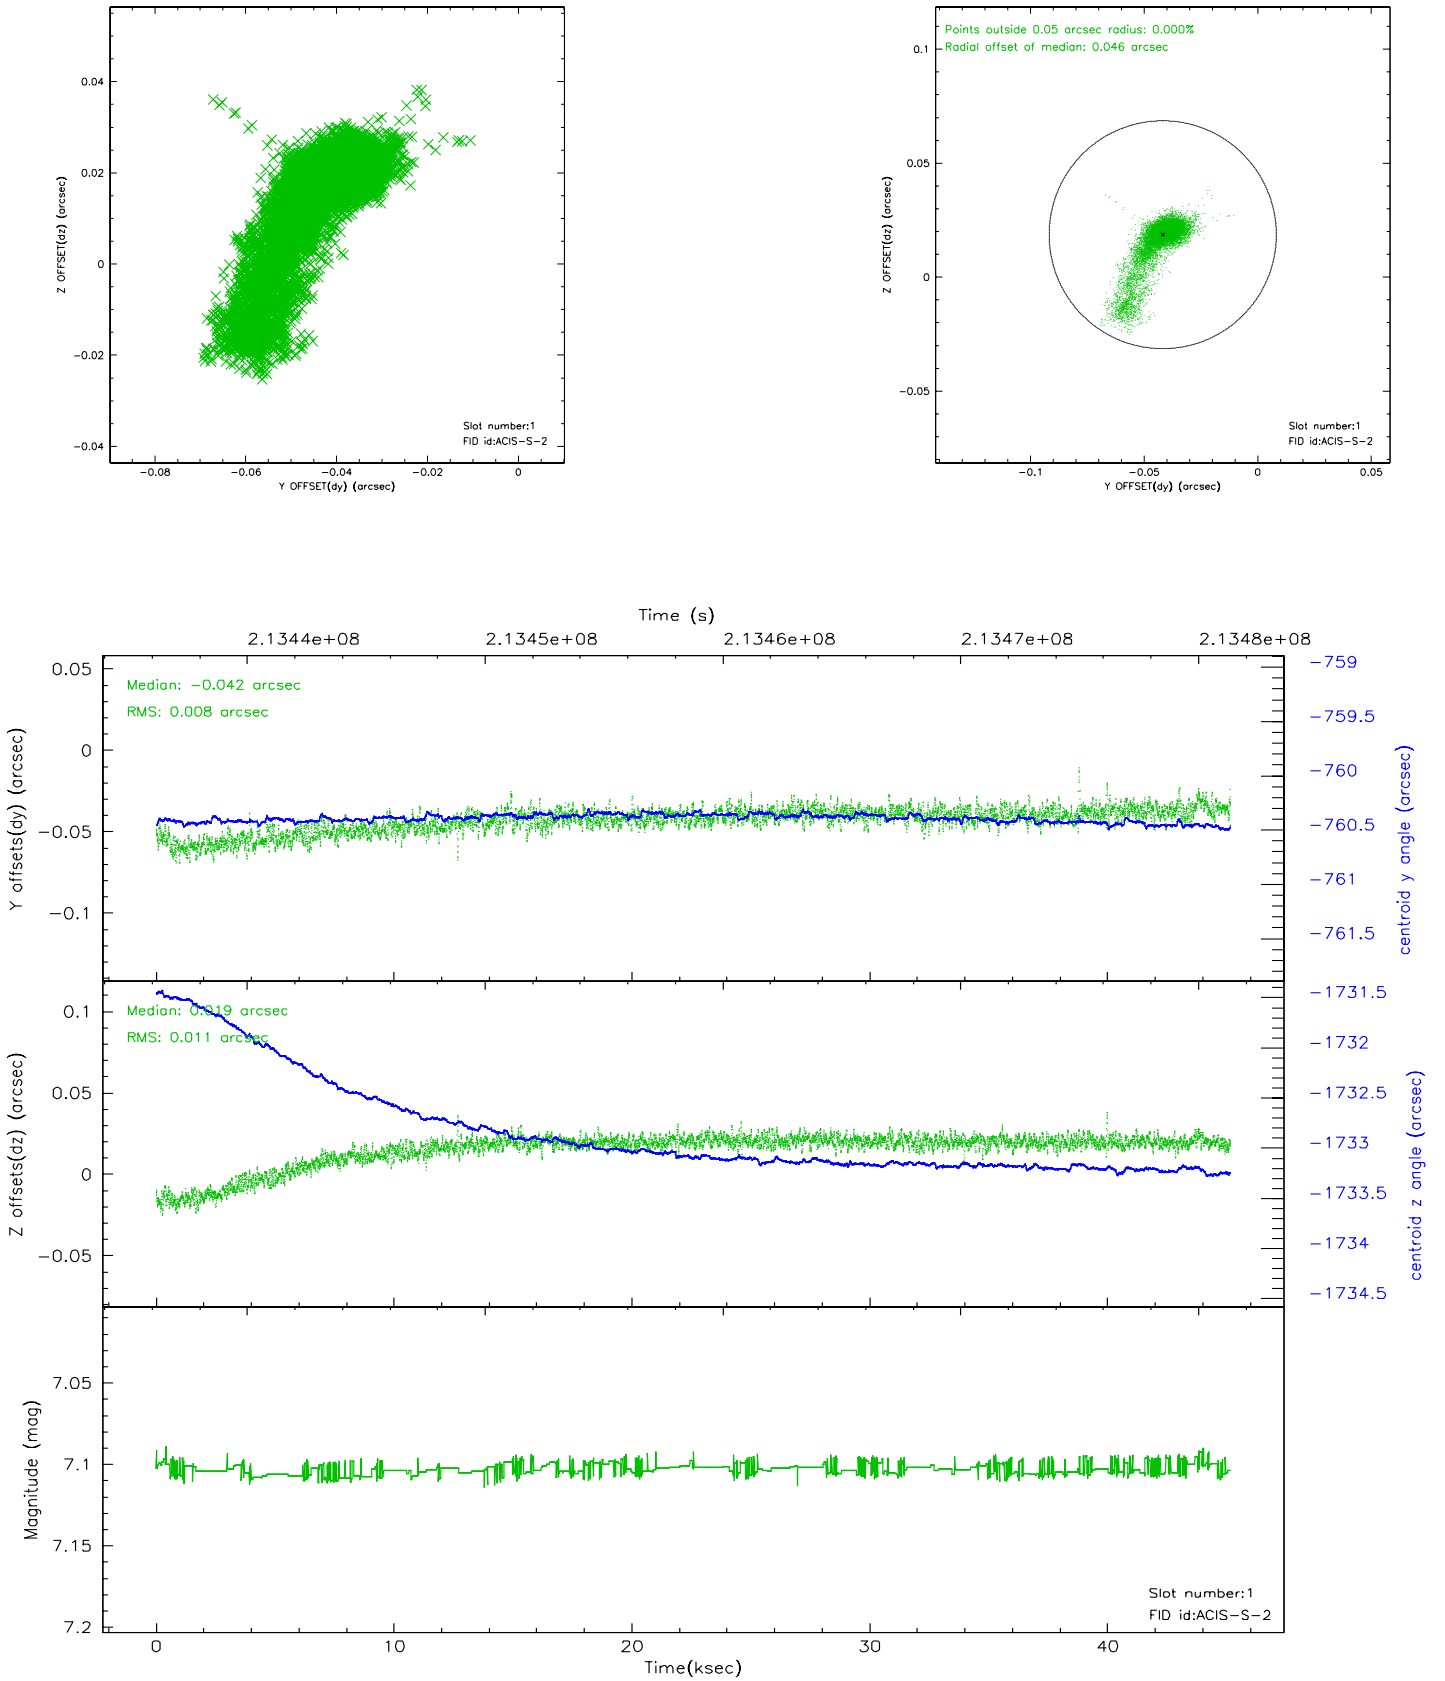 0.04
0.02
0
−0.02
−0.04
Z OFFSET(dz) (arcsec)
Slot number:1
FID id:ACIS−S−2
−0.08 −0.06 −0.04 −0.02 0
Y OFFSET(dy) (arcsec)
Points outside 0.05 arcsec radius: 0.000%
Radial offset of median: 0.046 arcsec
0.1
0.05
0
−0.05
Z OFFSET(dz) (arcsec)
Slot number:1
FID id:ACIS−S−2
−0.1 −0.05 0 0.05
Y OFFSET(dy) (arcsec)
Time (s)
2.1344e+08 2.1345e+08 2.1346e+08 2.1347e+08 2.1348e+08
Median: −0.042 arcsec
RMS: 0.008 arcsec
0.05
0
−0.05
−0.1
Y offsets(dy) (arcsec)
−759
−759.5
−760
−760.5
−761
−761.5
centroid y angle (arcsec)
Median: 0.019 arcsec
RMS: 0.011 arcsec
0.1
0.05
0
−0.05
Z offsets(dz) (arcsec)
−1731.5
−1732
−1732.5
−1733
−1733.5
−1734
−1734.5
centroid z angle (arcsec)
7.05
7.1
7.15
7.2
Magnitude (mag)
Slot number:1
FID id:ACIS−S−2
0 10 20 30 40
Time(ksec)